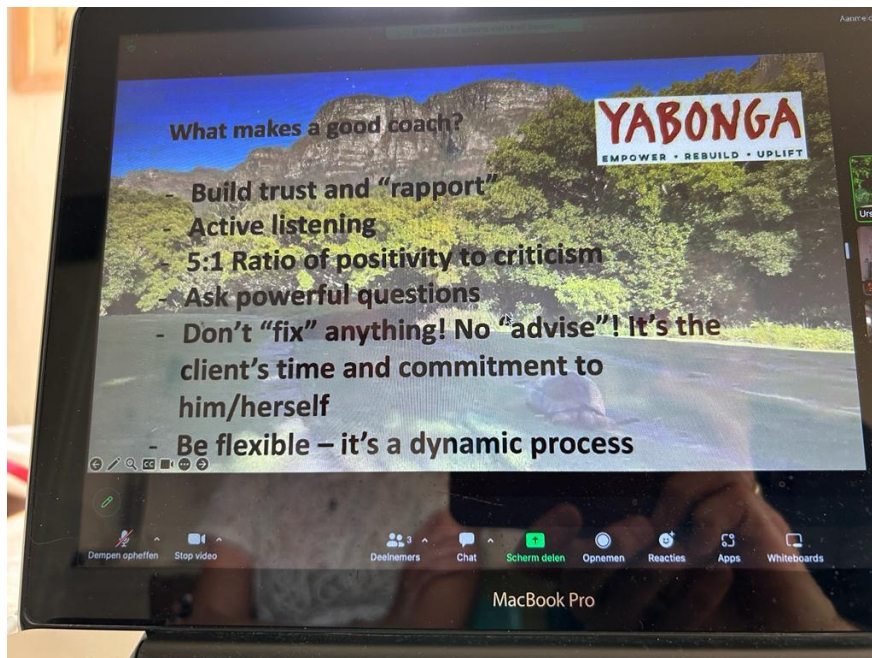 What makes a good coach?
YABONGA
EMPOWER • REBUILD • UPLIFT
- Build trust and “rapport”
- Active listening
- 5:1 Ratio of positivity to criticism
- Ask powerful questions
- Don’t “fix” anything! No “advise”! It’s the
client’s time and commitment to
him/herself
- Be flexible – it’s a dynamic process
CC
Urs
3
Dempen opheffen
Stop video
Deelnemers
Chat
Scherm delen
Opnemen
Reacties
Apps
Whiteboards
MacBook Pro